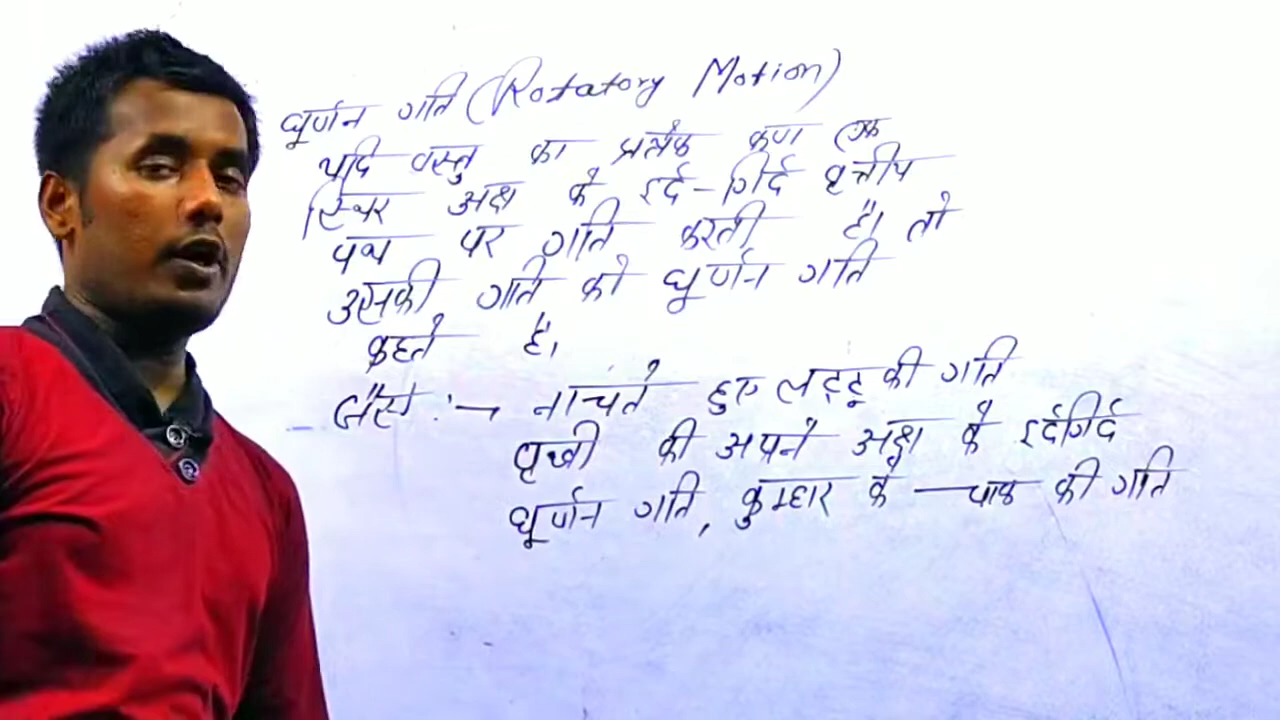 घूर्णन गति (Rotatory Motion)
यदि वस्तु का प्रत्येक कण एक
स्थिर अक्ष के इर्द-गिर्द वृत्तीय
पथ पर गति करती है। तो
उसकी गति को घूर्णन गति
कहते हैं।
जैसे :→ नाचते हुए लट्टू की गति
पृथ्वी की अपने अक्ष के इर्दगिर्द
घूर्णन गति, कुम्हार के चाक की गति